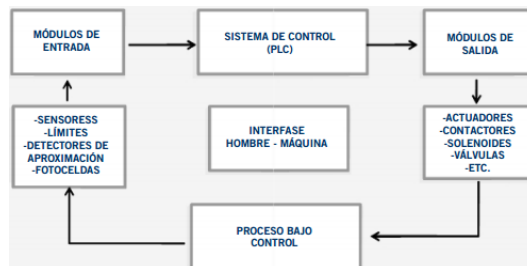 MÓDULOS DE
ENTRADA
SISTEMA DE CONTROL
(PLC)
MÓDULOS DE
SALIDA
-SENSORESS
-LÍMITES
-DETECTORES DE
APROXIMACIÓN
-FOTOCELDAS
INTERFASE
HOMBRE - MÁQUINA
-ACTUADORES
-CONTACTORES
-SOLENOIDES
-VÁLVULAS
-ETC.
PROCESO BAJO
CONTROL